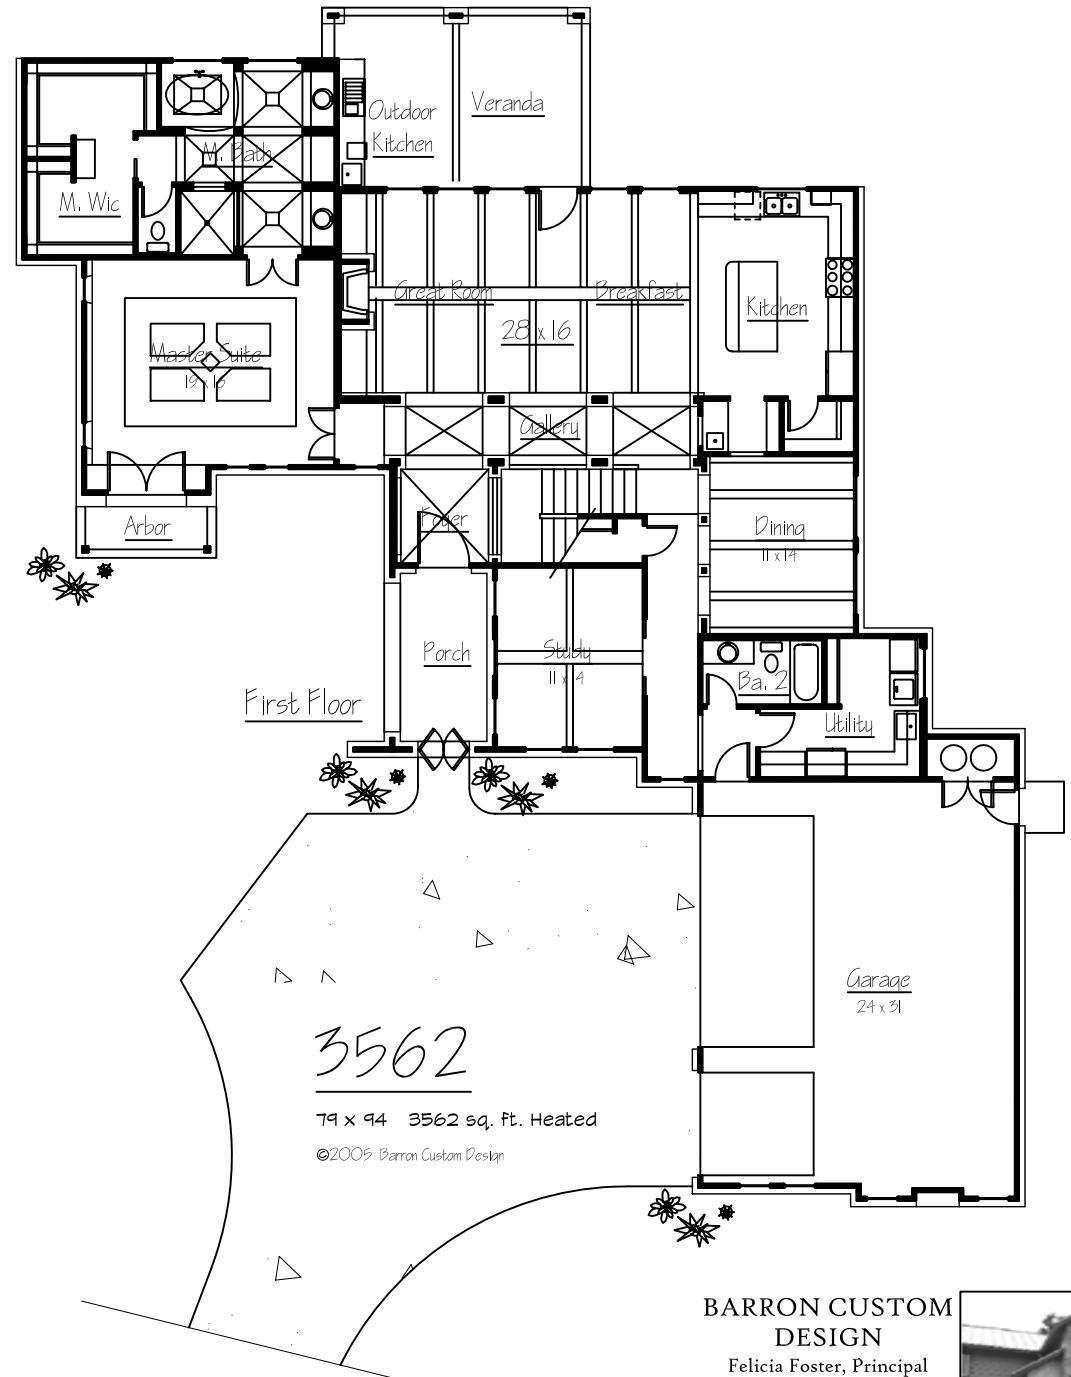 Outdoor
Kitchen
Veranda
M. Bath
M. Wic
Great Room
Breakfast
28 x 16
Kitchen
Master Suite
19 x 16
Gallery
Foyer
Arbor
Dining
11 x 14
Porch
Study
11 x 14
Ba. 2
Utility
First Floor
Garage
24 x 31
3562
79 x 94 3562 sq. ft. Heated
©2005 Barron Custom Design
BARRON CUSTOM
DESIGN
Felicia Foster, Principal